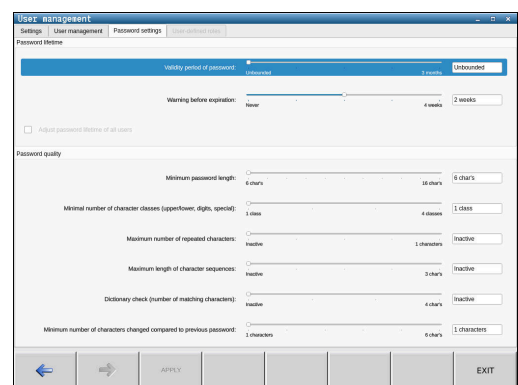 User management
Settings User management Password settings User-defined roles
Password lifetime
Validity period of password: Unbounded
Unbounded 3 months
Warning before expiration: 2 weeks
Never 4 weeks
Adjust password lifetime of all users
Password quality
Minimum password length: 6 char's
6 char's 16 char's
Minimal number of character classes (upper/lower, digits, special): 1 class
1 class 4 classes
Maximum number of repeated characters: Inactive
Inactive 1 characters
Maximum length of character sequences: Inactive
Inactive 3 char's
Dictionary check (number of matching characters): Inactive
Inactive 4 char's
Minimum number of characters changed compared to previous password: 1 characters
1 characters 6 char's
APPLY EXIT